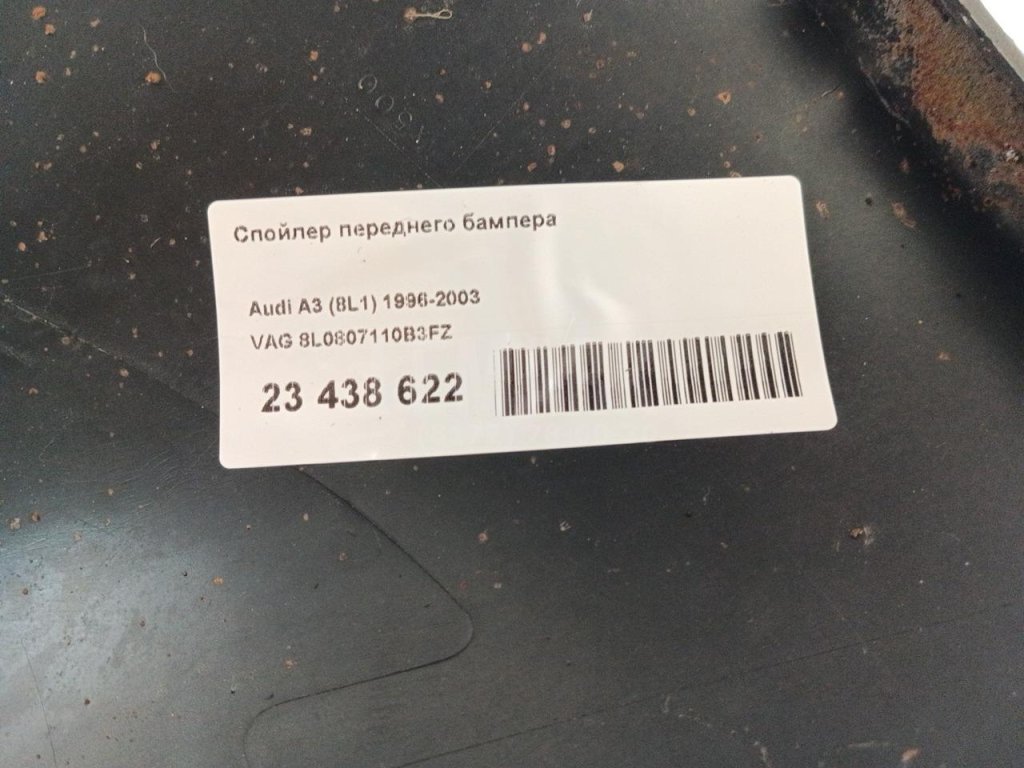 Спойлер переднего бампера
Audi A3 (8L1) 1996-2003
VAG 8L0807110B3FZ
23 438 622